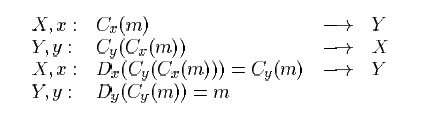 X, x : C_x(m) ⟶ Y
Y, y : C_y(C_x(m)) ⟶ X
X, x : D_x(C_y(C_x(m))) = C_y(m) ⟶ Y
Y, y : D_y(C_y(m)) = m